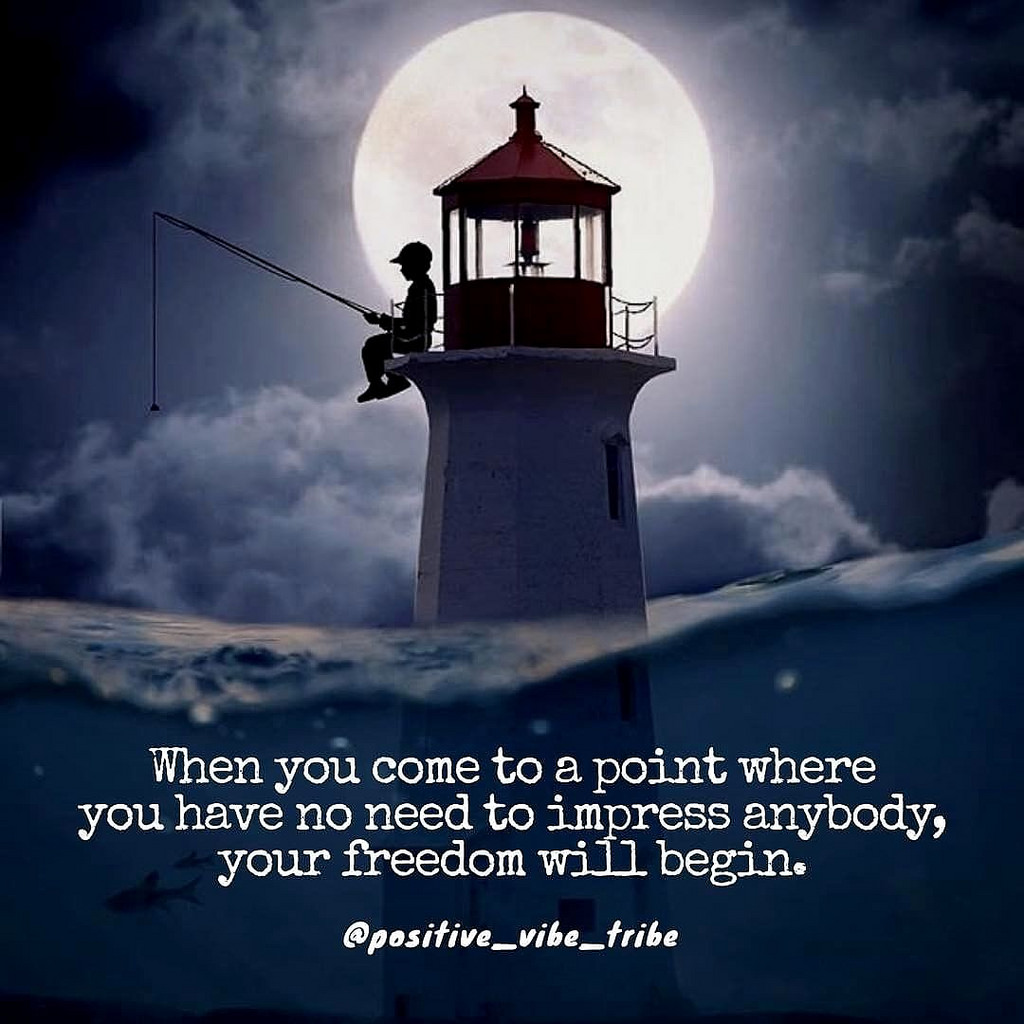 When you come to a point where
you have no need to impress anybody,
your freedom will begin.
@positive_vibe_tribe